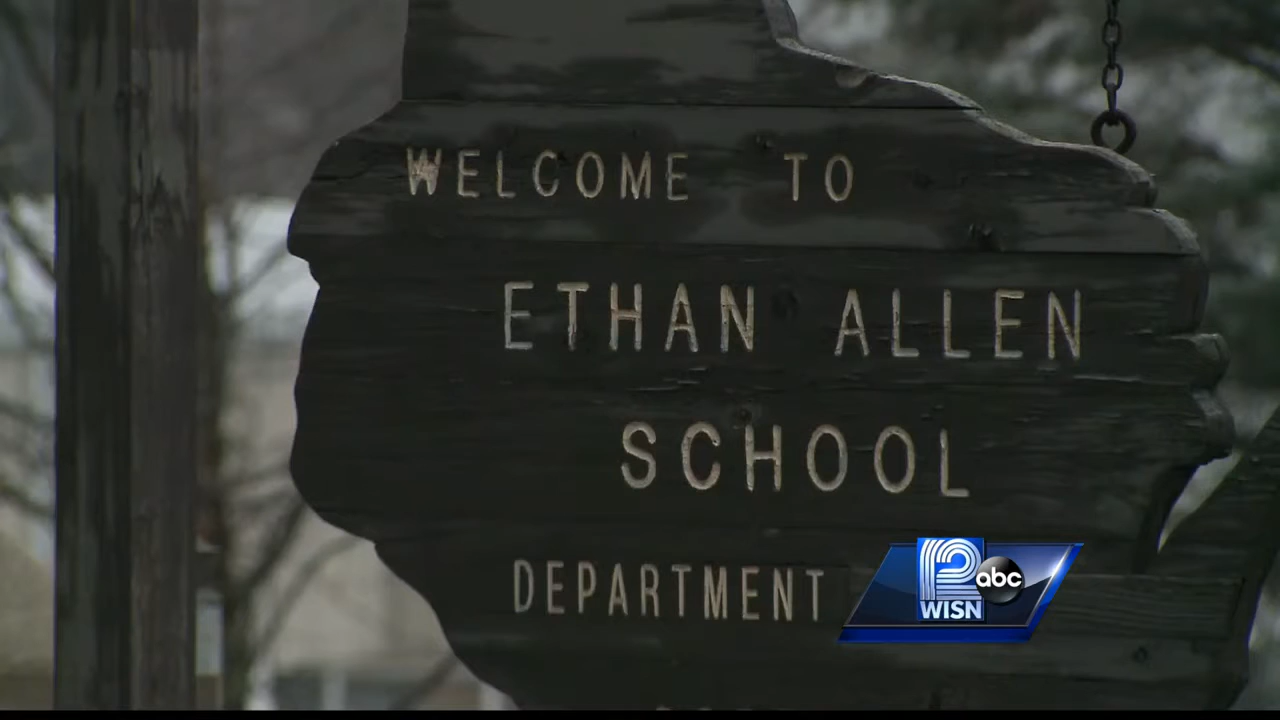 WELCOME TO
ETHAN ALLEN
SCHOOL
DEPARTMENT
12 abc
WISN